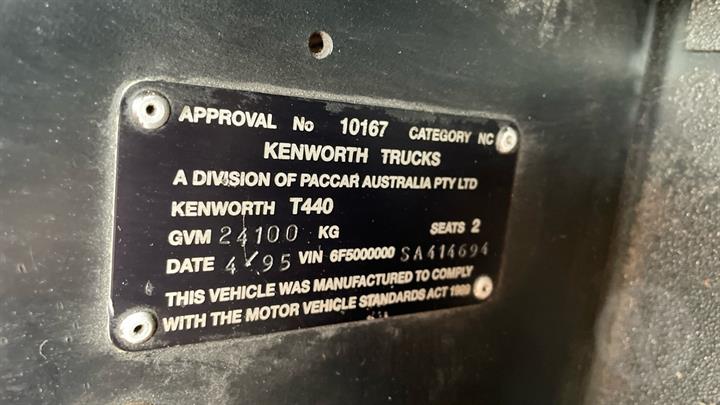 APPROVAL No 10167 CATEGORY NC
KENWORTH TRUCKS
A DIVISION OF PACCAR AUSTRALIA PTY LTD
KENWORTH T440
GVM 24100 KG SEATS 2
DATE 4/95 VIN 6F5000000 SA414694
THIS VEHICLE WAS MANUFACTURED TO COMPLY
WITH THE MOTOR VEHICLE STANDARDS ACT 1989